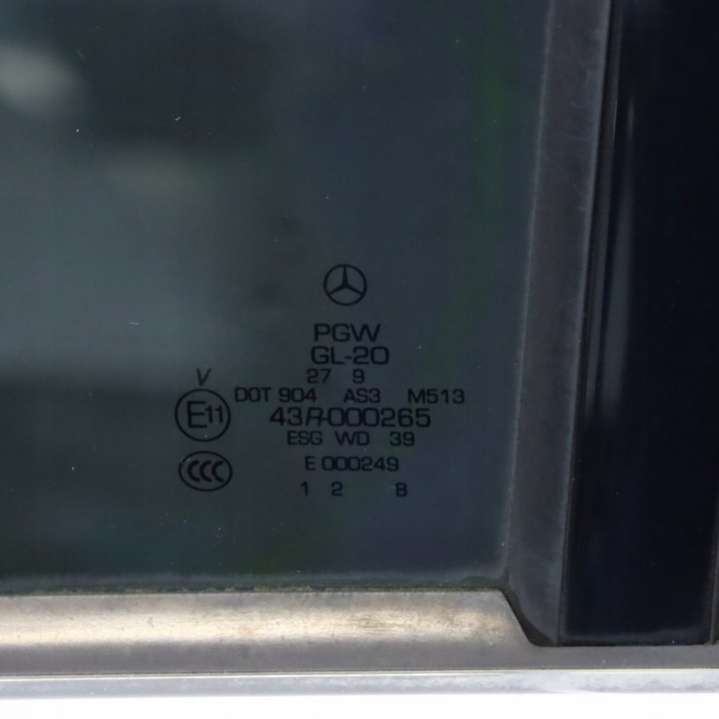 PGW
GL-20
27 9
V
DOT 904 AS3 M513
E11 43R-000265
ESG WD 39
CCC E 000249
1 2 8